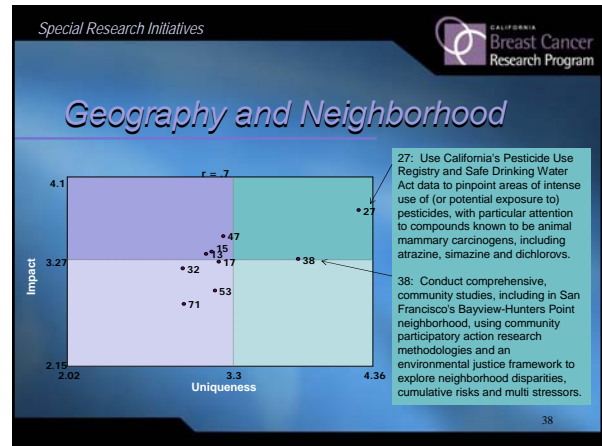 Special Research Initiatives
CALIFORNIA
Breast Cancer
Research Program
Geography and Neighborhood
r = .7
4.1
3.27
2.15
Impact
27
47
15
13
17
38
32
53
71
2.02
3.3
4.36
Uniqueness
27: Use California's Pesticide Use
Registry and Safe Drinking Water
Act data to pinpoint areas of intense
use of (or potential exposure to)
pesticides, with particular attention
to compounds known to be animal
mammary carcinogens, including
atrazine, simazine and dichlorovs.
38: Conduct comprehensive,
community studies, including in San
Francisco's Bayview-Hunters Point
neighborhood, using community
participatory action research
methodologies and an
environmental justice framework to
explore neighborhood disparities,
cumulative risks and multi stressors.
38